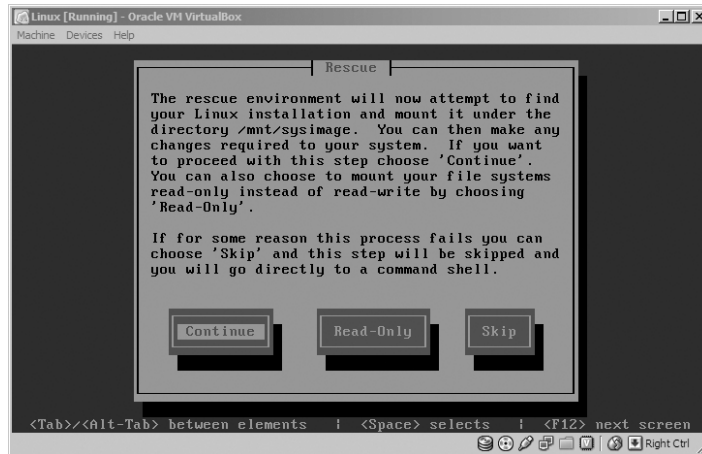 Linux [Running] - Oracle VM VirtualBox
Machine Devices Help
Rescue
The rescue environment will now attempt to find
your Linux installation and mount it under the
directory /mnt/sysimage.  You can then make any
changes required to your system.  If you want
to proceed with this step choose 'Continue'.
You can also choose to mount your file systems
read-only instead of read-write by choosing
'Read-Only'.
If for some reason this process fails you can
choose 'Skip' and this step will be skipped and
you will go directly to a command shell.
Continue Read-Only Skip
<Tab>/<Alt-Tab> between elements | <Space> selects | <F12> next screen
Right Ctrl